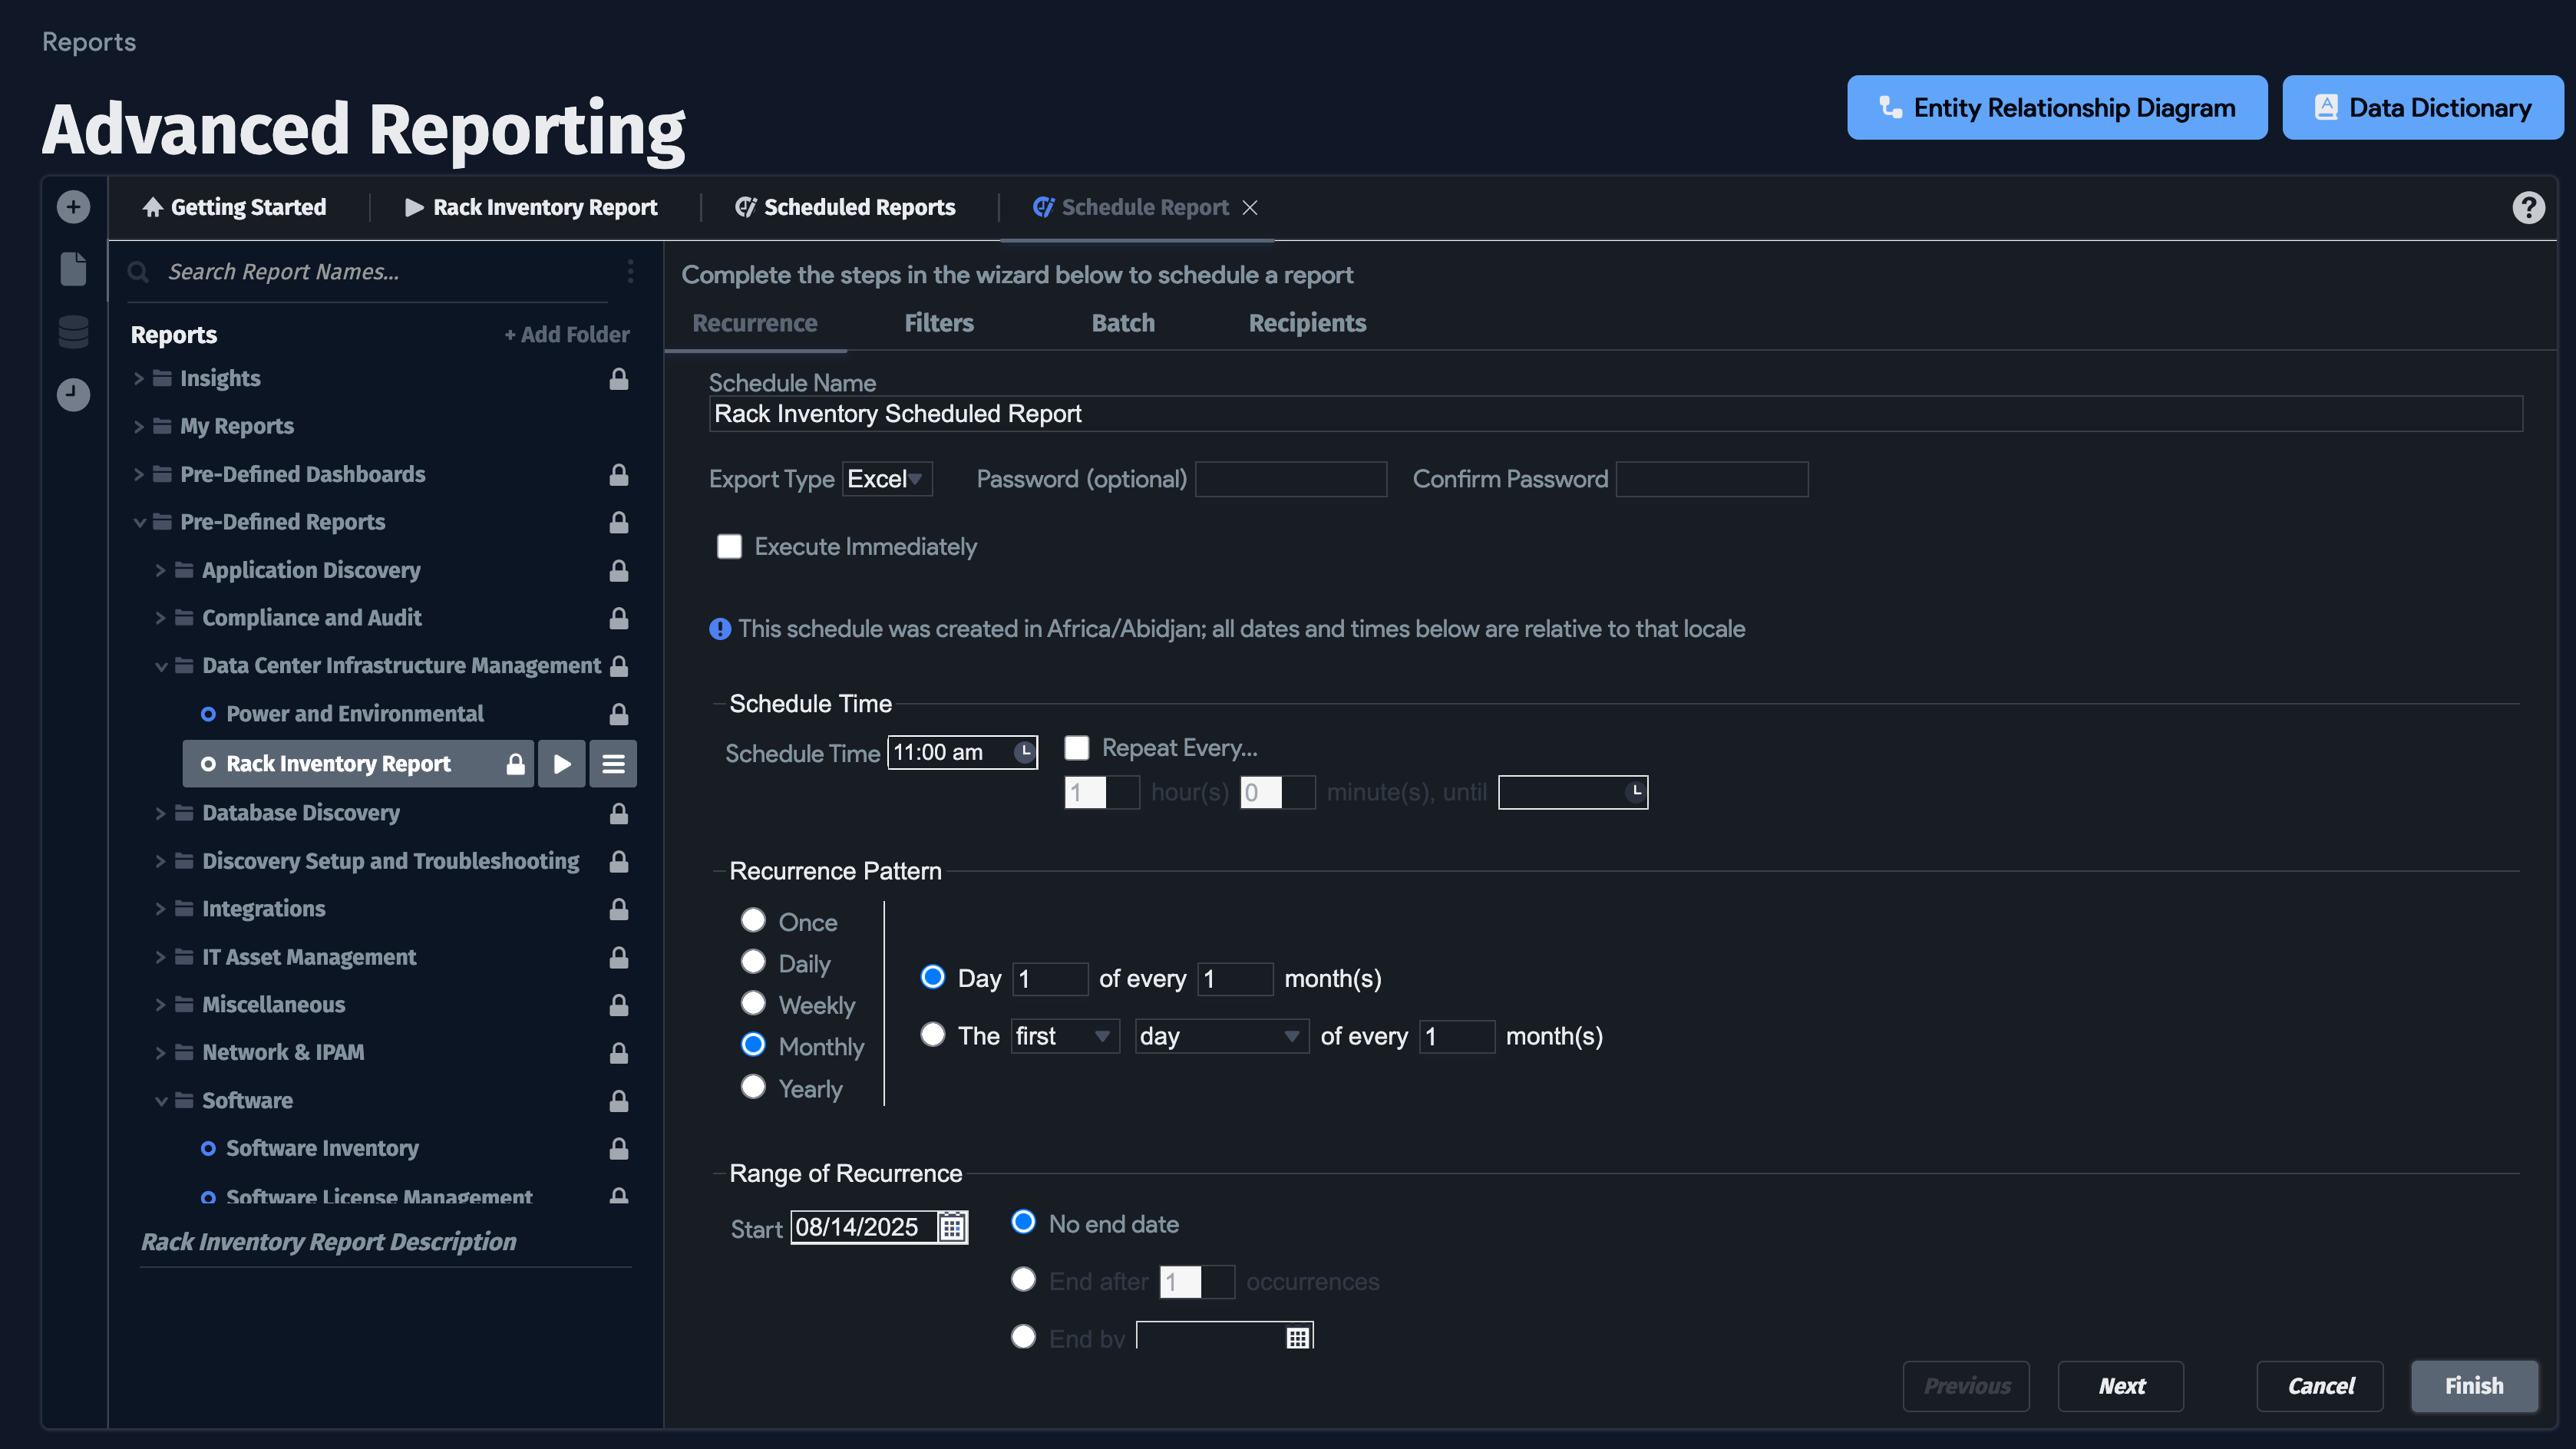 Reports
Advanced Reporting
Entity Relationship Diagram
Data Dictionary
Getting Started
Rack Inventory Report
Scheduled Reports
Schedule Report
Search Report Names...
Reports
+ Add Folder
Insights
My Reports
Pre-Defined Dashboards
Pre-Defined Reports
Application Discovery
Compliance and Audit
Data Center Infrastructure Management
Power and Environmental
Rack Inventory Report
Database Discovery
Discovery Setup and Troubleshooting
Integrations
IT Asset Management
Miscellaneous
Network & IPAM
Software
Software Inventory
Software License Management
Rack Inventory Report Description
Complete the steps in the wizard below to schedule a report
Recurrence
Filters
Batch
Recipients
Schedule Name
Rack Inventory Scheduled Report
Export Type Excel Password (optional) Confirm Password
Execute Immediately
This schedule was created in Africa/Abidjan; all dates and times below are relative to that locale
Schedule Time
Schedule Time 11:00 am
Repeat Every...
1 hour(s) 0 minute(s), until
Recurrence Pattern
Once
Daily
Weekly
Monthly
Yearly
Day 1 of every 1 month(s)
The first day of every 1 month(s)
Range of Recurrence
Start 08/14/2025
No end date
End after 1 occurrences
End by
Previous
Next
Cancel
Finish